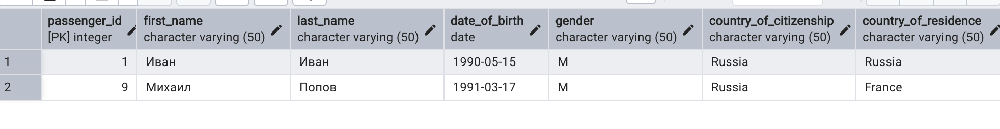 passenger_id first_name last_name date_of_birth gender country_of_citizenship country_of_residence
[PK] integer character varying (50) character varying (50) date character varying (50) character varying (50) character varying (50)
1 1 Иван Иван 1990-05-15 M Russia Russia
2 9 Михаил Попов 1991-03-17 M Russia France